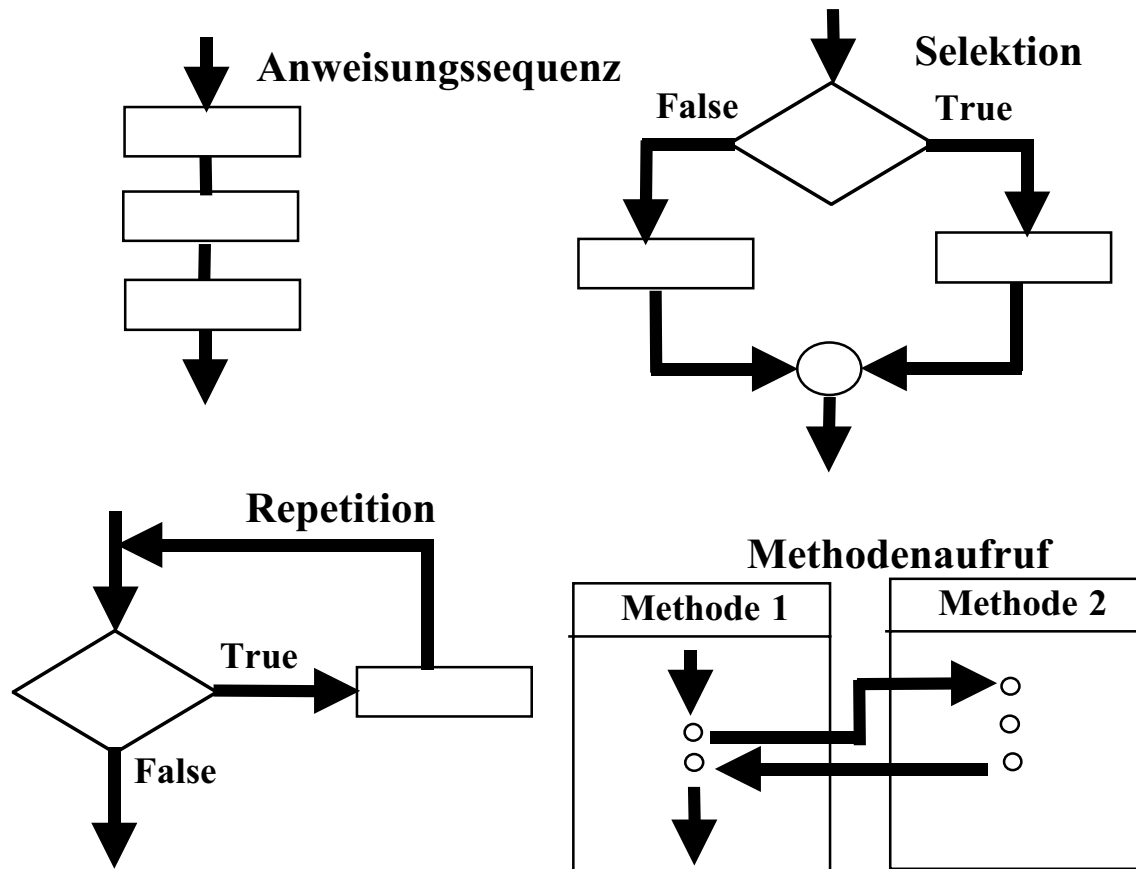 Anweisungssequenz
Selektion
False
True
Repetition
True
False
Methodenaufruf
Methode 1
Methode 2